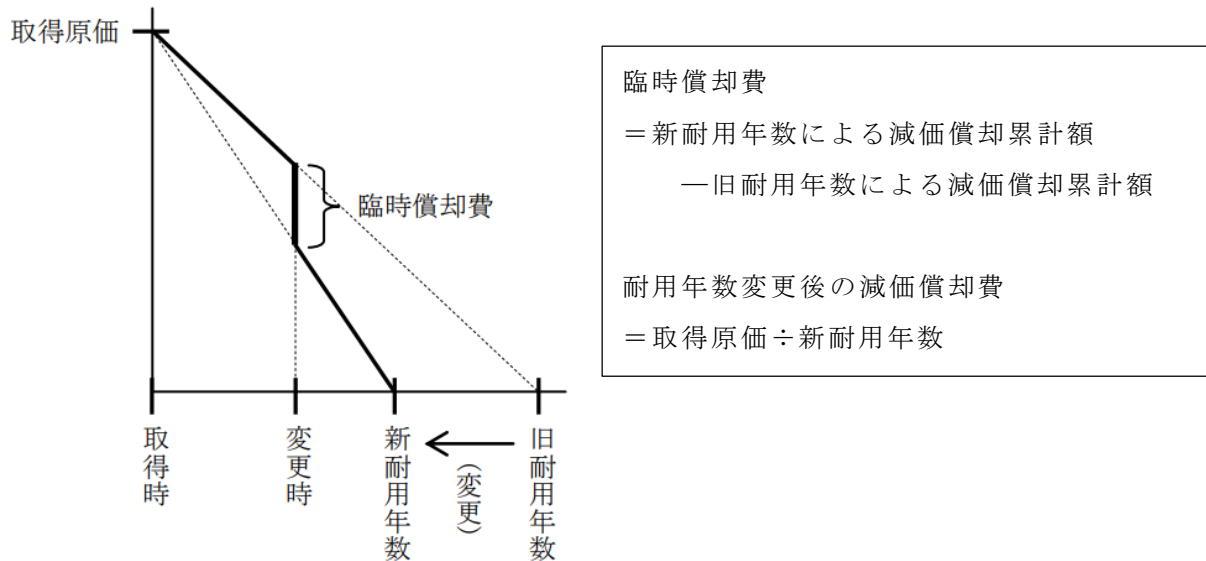 取得原価
臨時償却費
取得時
変更時
新耐用年数
(変更)
旧耐用年数
臨時償却費
＝新耐用年数による減価償却累計額
―旧耐用年数による減価償却累計額
耐用年数変更後の減価償却費
＝取得原価÷新耐用年数